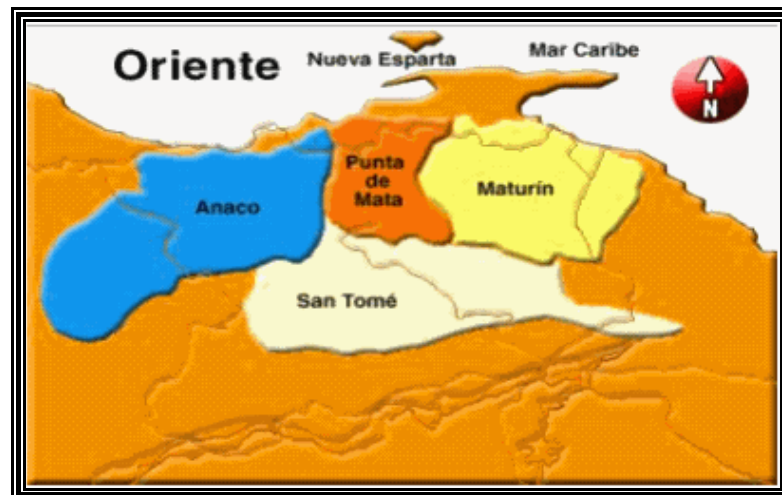 Oriente
Nueva Esparta
Mar Caribe
N
Punta
de
Mata
Anaco
Maturín
San Tomé